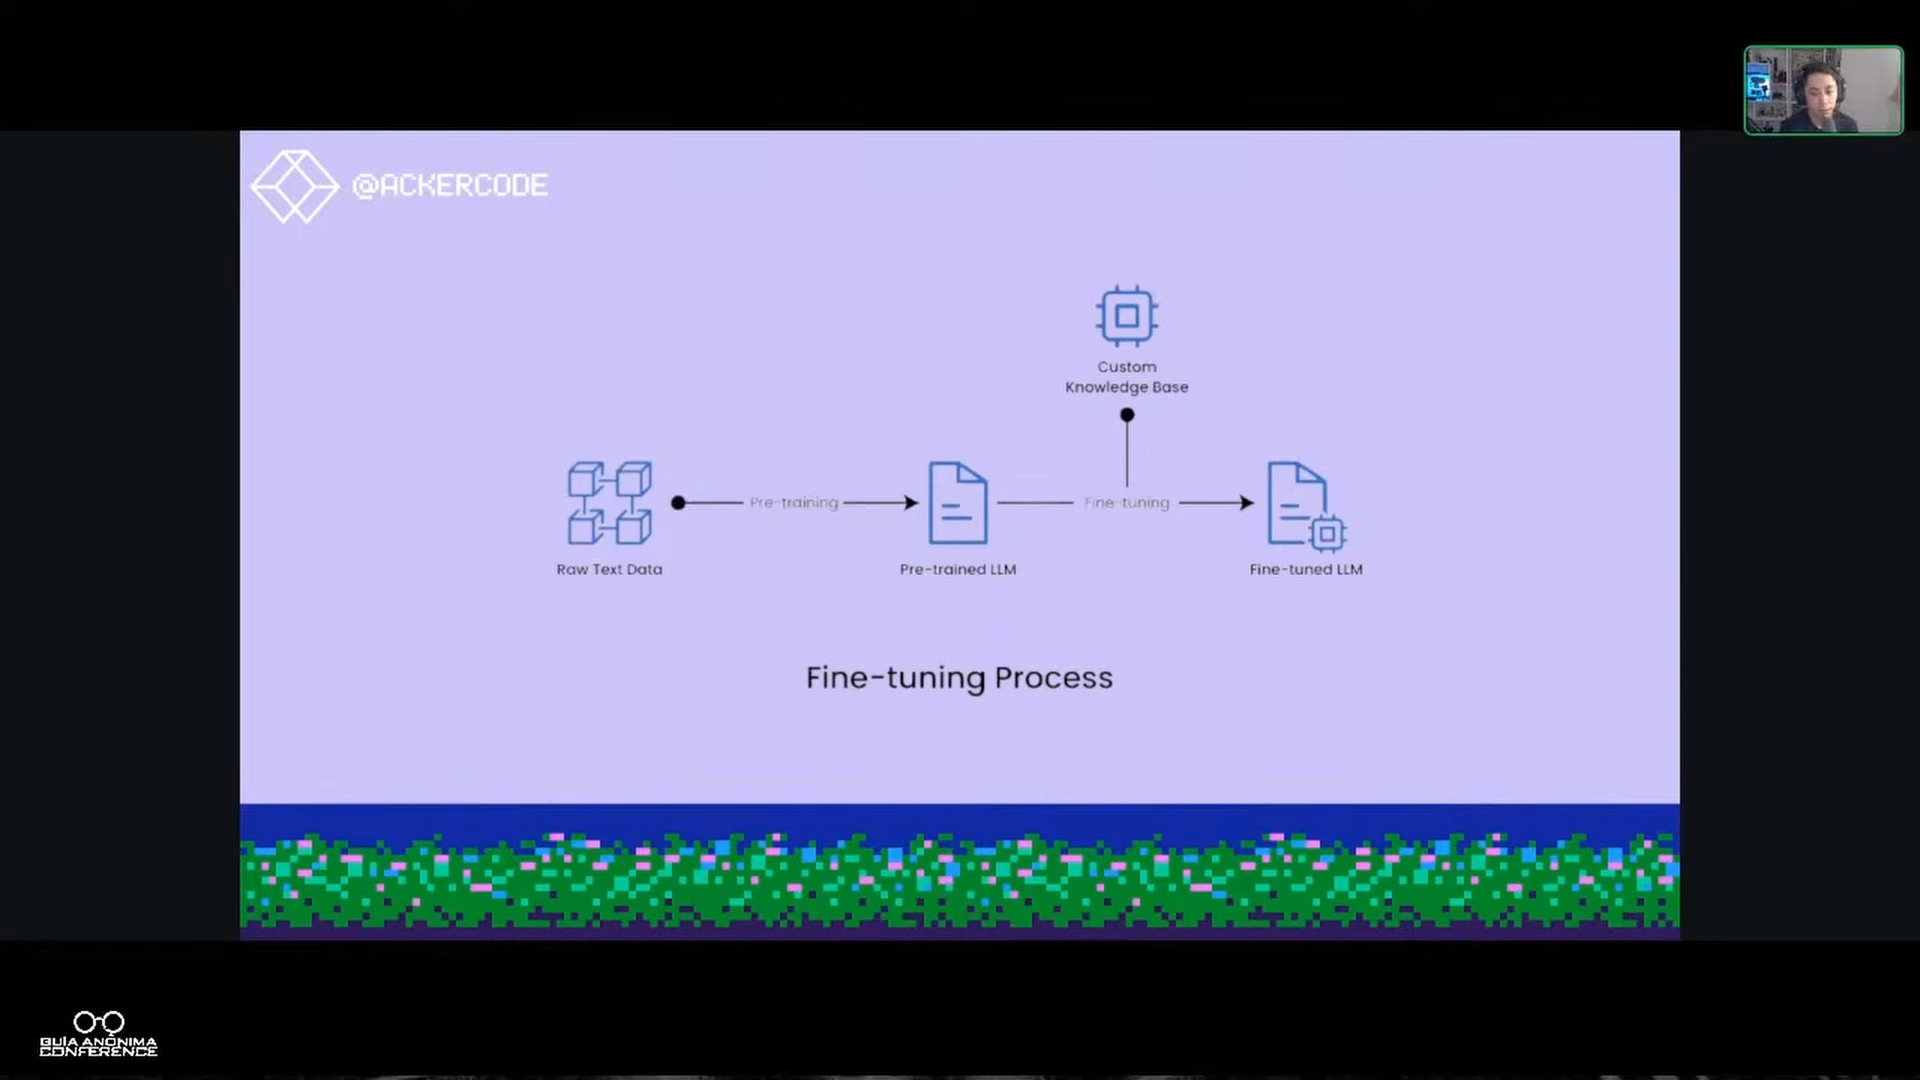 @ACKERCODE
Custom
Knowledge Base
Pre-training
Fine-tuning
Raw Text Data
Pre-trained LLM
Fine-tuned LLM
Fine-tuning Process
GUÍA ANÓNIMA
CONFERENCE